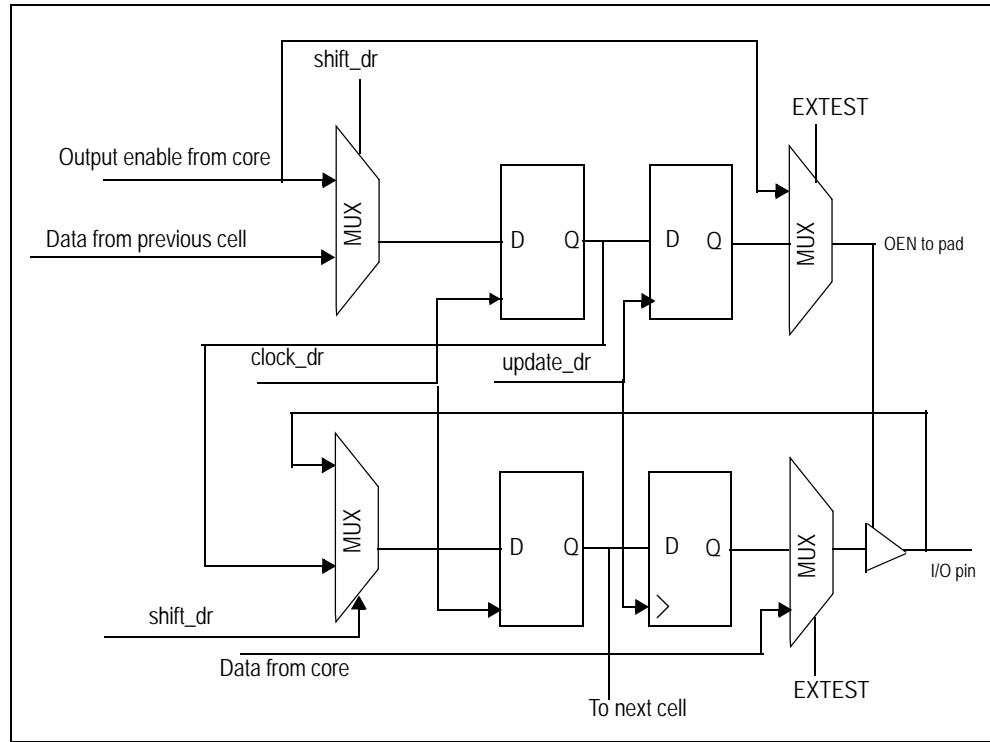 shift_dr
EXTEST
Output enable from core
MUX
MUX
Data from previous cell
D Q
D Q
OEN to pad
clock_dr
update_dr
MUX
MUX
D Q
D Q
I/O pin
shift_dr
Data from core
EXTEST
To next cell